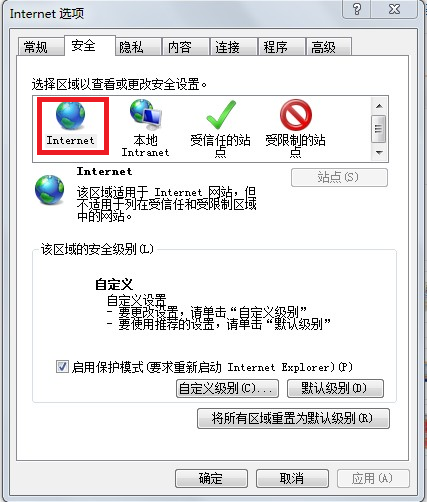 Internet 选项
常规 安全 隐私 内容 连接 程序 高级
选择区域以查看或更改安全设置。
Internet 本地 Intranet 受信任的站点 受限制的站点
Internet
站点(S)
该区域适用于 Internet 网站，但
不适用于列在受信任和受限制区域
中的网站。
该区域的安全级别(L)
自定义
自定义设置
- 要更改设置，请单击“自定义级别”
- 要使用推荐的设置，请单击“默认级别”
启用保护模式(要求重新启动 Internet Explorer)(P)
自定义级别(C)... 默认级别(D)
将所有区域重置为默认级别(R)
确定 取消 应用(A)